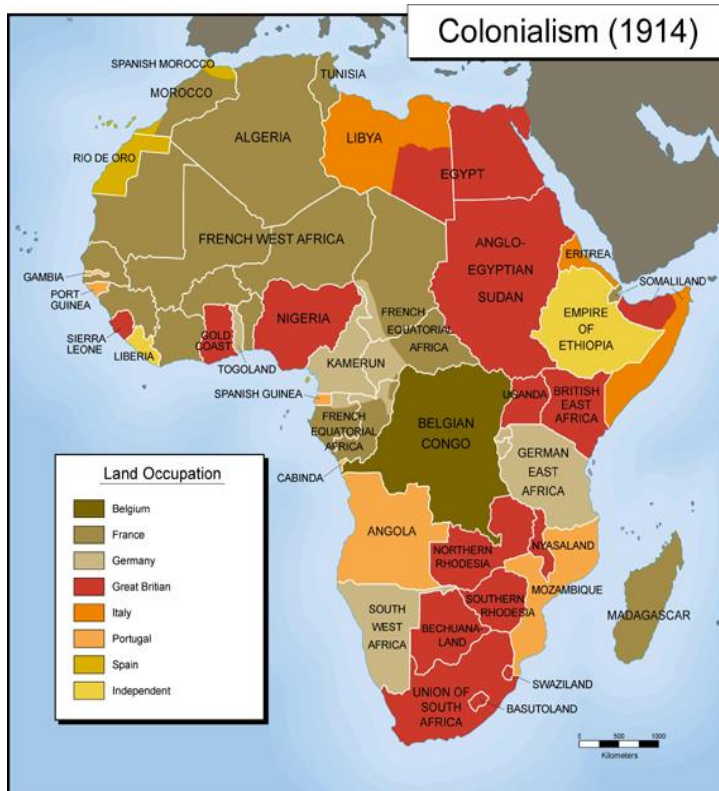 Colonialism (1914)
SPANISH MOROCCO
TUNISIA
MOROCCO
ALGERIA
LIBYA
EGYPT
RIO DE ORO
FRENCH WEST AFRICA
ANGLO-
EGYPTIAN
SUDAN
ERITREA
SOMALILAND
GAMBIA
PORT
GUINEA
SIERRA
LEONE
LIBERIA
GOLD
COAST
TOGOLAND
NIGERIA
KAMERUN
FRENCH
EQUATORIAL
AFRICA
EMPIRE
OF
ETHIOPIA
SPANISH GUINEA
FRENCH
EQUATORIAL
AFRICA
CABINDA
BELGIAN
CONGO
UGANDA
BRITISH
EAST
AFRICA
GERMAN
EAST
AFRICA
ANGOLA
NORTHERN
RHODESIA
NYASALAND
MOZAMBIQUE
SOUTHERN
RHODESIA
MADAGASCAR
SOUTH
WEST
AFRICA
BECHUANA-
LAND
SWAZILAND
BASUTOLAND
UNION OF
SOUTH
AFRICA
Land Occupation
Belgium
France
Germany
Great Britian
Italy
Portugal
Spain
Independent
0 500 1000
Kilometers